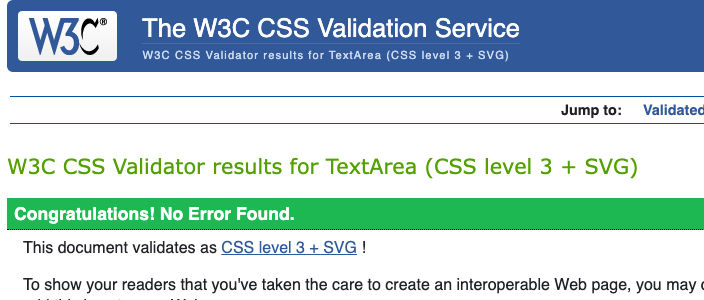 W3C®
The W3C CSS Validation Service
W3C CSS Validator results for TextArea (CSS level 3 + SVG)
Jump to: Validated
W3C CSS Validator results for TextArea (CSS level 3 + SVG)
Congratulations! No Error Found.
This document validates as CSS level 3 + SVG !
To show your readers that you've taken the care to create an interoperable Web page, you may